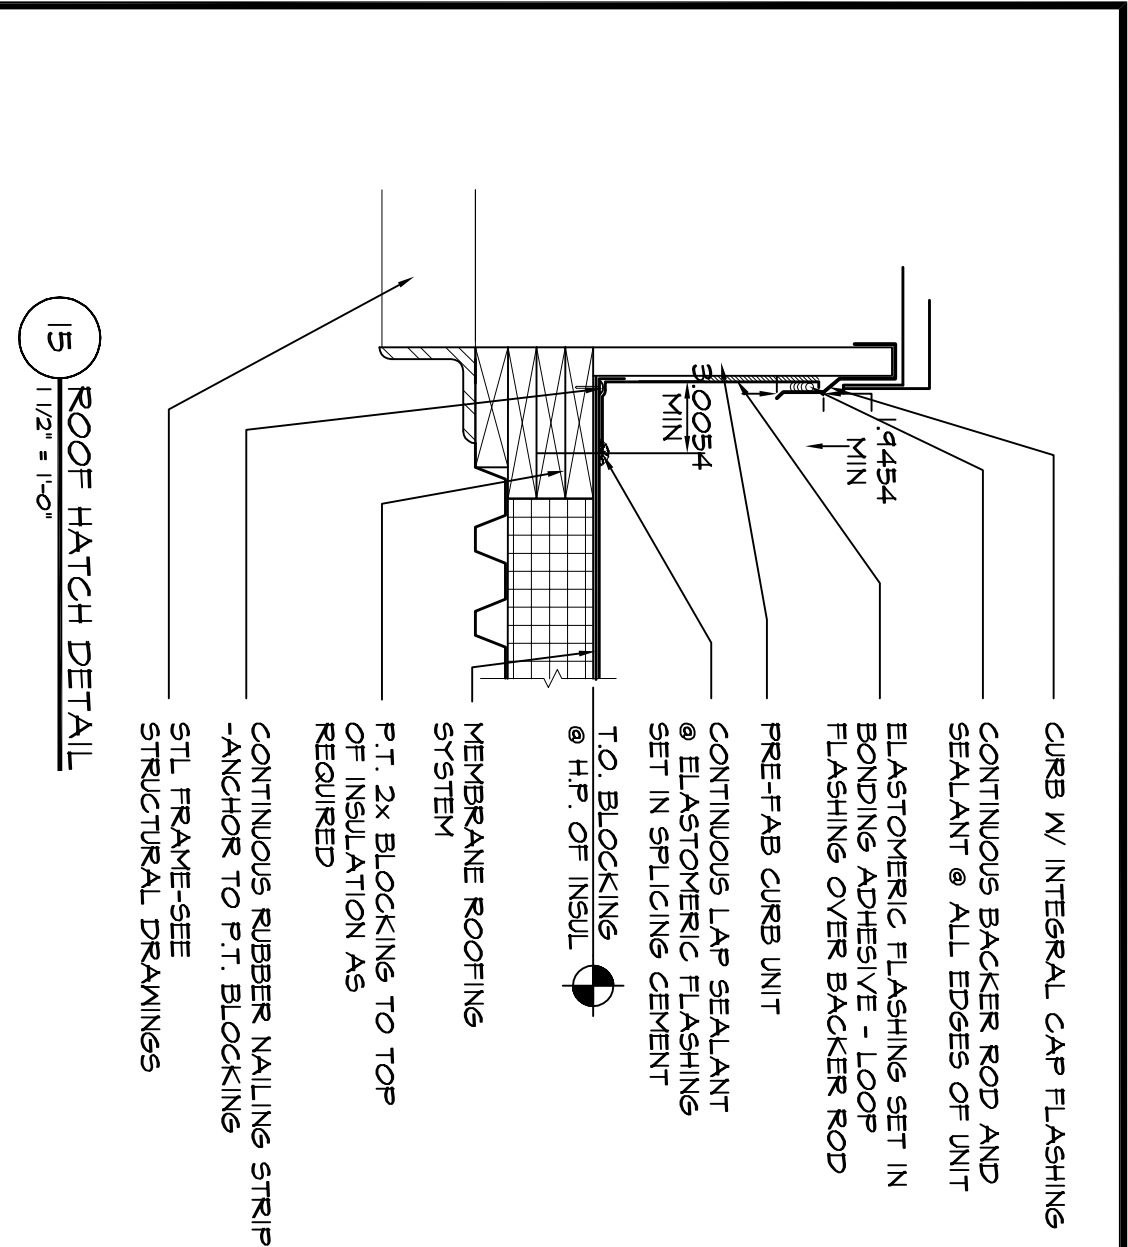 CURB W/ INTEGRAL CAP FLASHING
CONTINUOUS BACKER ROD AND
SEALANT @ ALL EDGES OF UNIT
ELASTOMERIC FLASHING SET IN
BONDING ADHESIVE - LOOP
FLASHING OVER BACKER ROD
PRE-FAB CURB UNIT
CONTINUOUS LAP SEALANT
@ ELASTOMERIC FLASHING
SET IN SPLICING CEMENT
T.O. BLOCKING
@ H.P. OF INSUL
MEMBRANE ROOFING
SYSTEM
P.T. 2x BLOCKING TO TOP
OF INSULATION AS
REQUIRED
CONTINUOUS RUBBER NAILING STRIP
-ANCHOR TO P.T. BLOCKING
STL FRAME-SEE
STRUCTURAL DRAWINGS
1.9454
MIN
3.0054
MIN
15
ROOF HATCH DETAIL
1 1/2" = 1'-0"